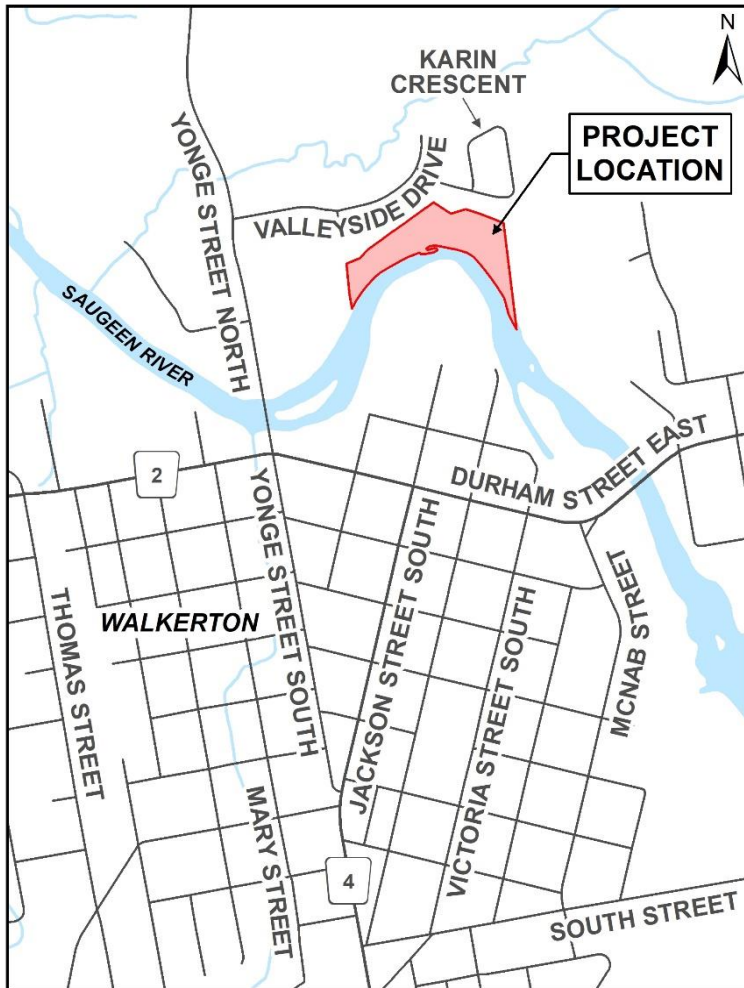 N
KARIN
CRESCENT
PROJECT
LOCATION
YONGE STREET NORTH
VALLEYSIDE DRIVE
SAUGEEN RIVER
2
DURHAM STREET EAST
YONGE STREET SOUTH
THOMAS STREET
WALKERTON
JACKSON STREET SOUTH
VICTORIA STREET SOUTH
MCNAB STREET
MARY STREET
4
SOUTH STREET